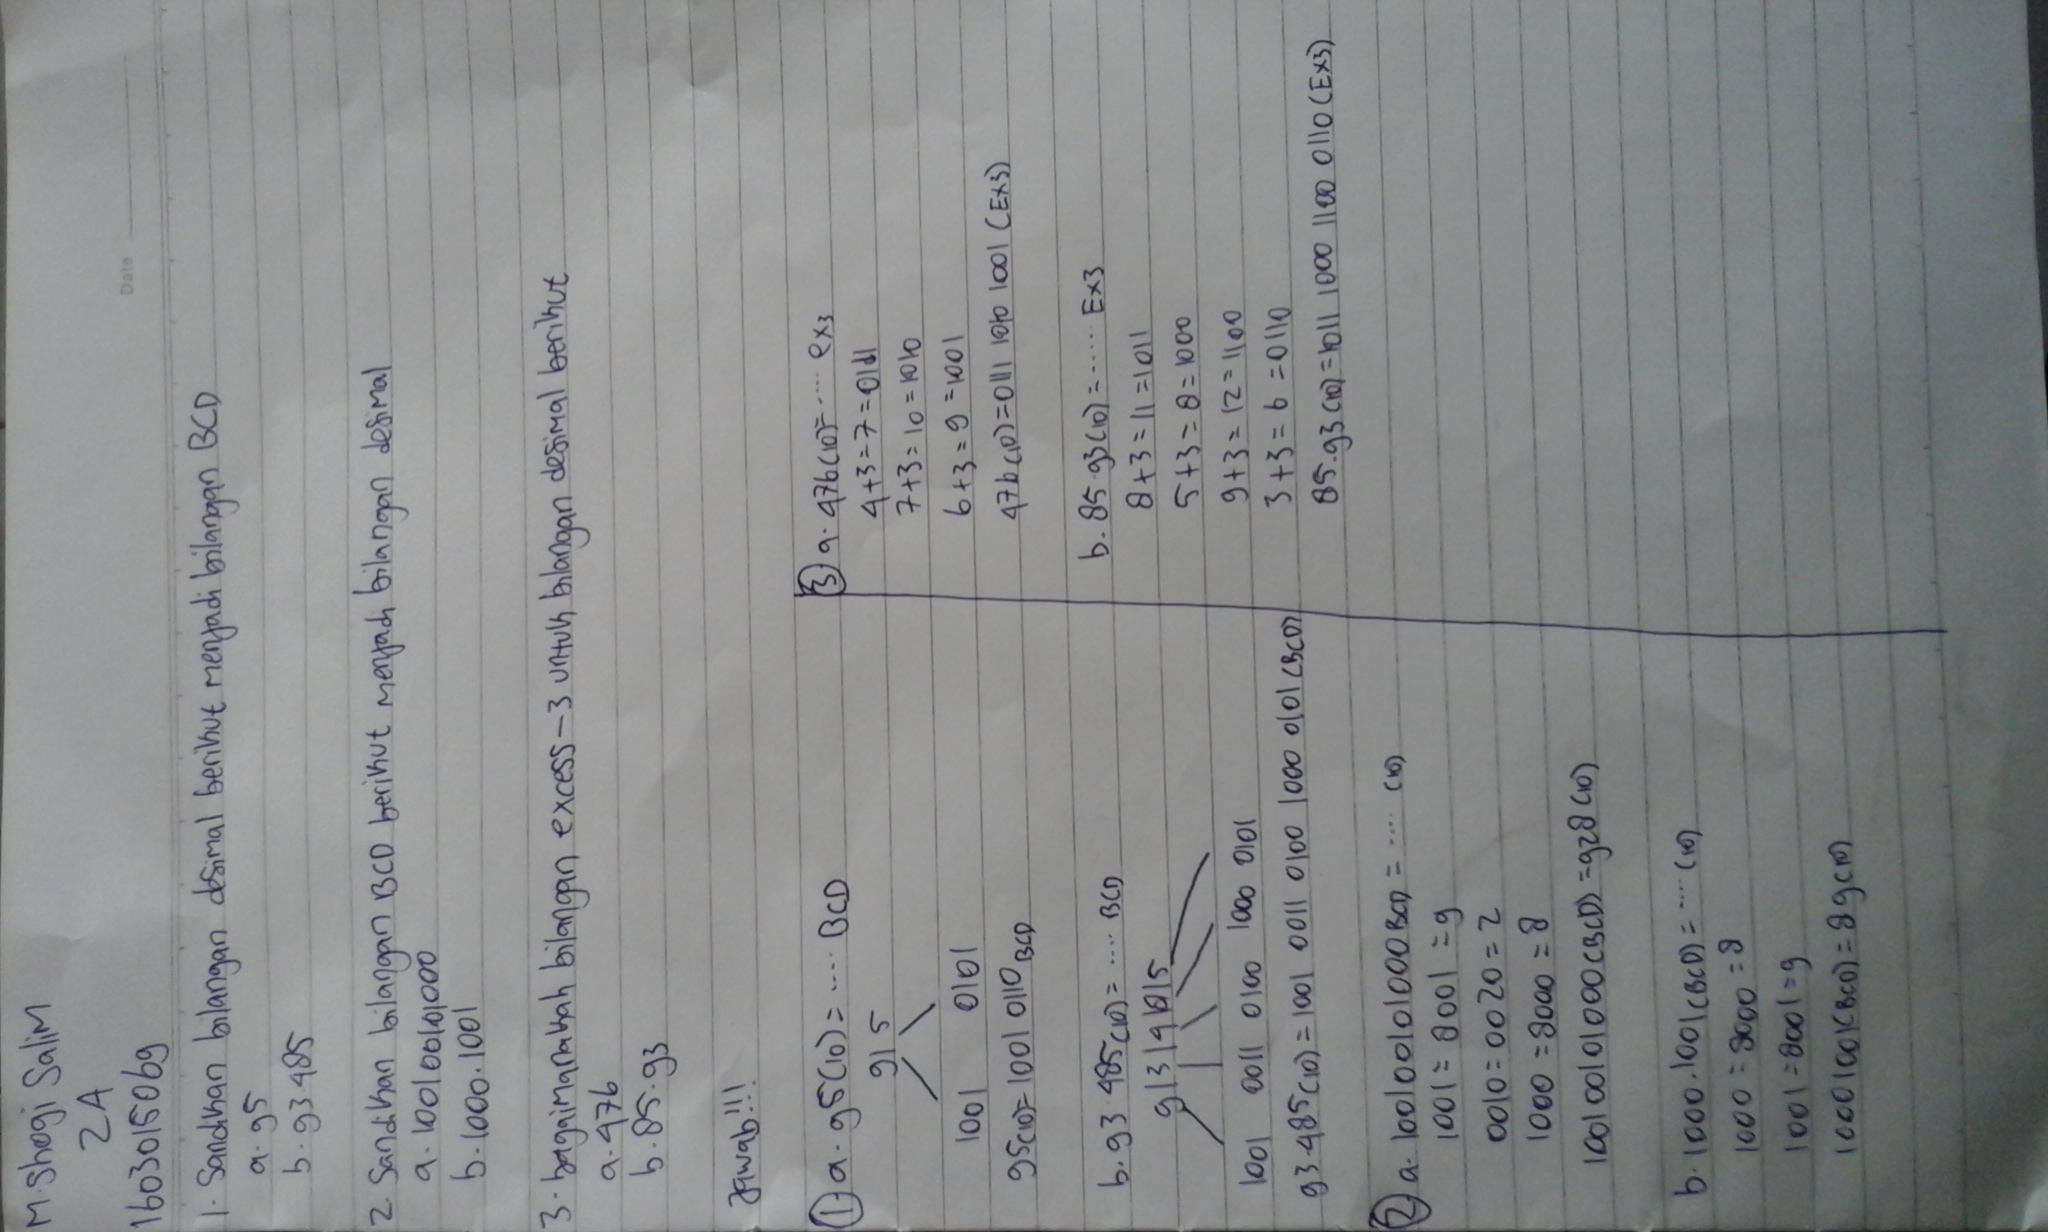 M. Shogi Salim
2A
1603015069
Date
1. Sandikan bilangan desimal berikut menjadi bilangan BCD
a. 95
b. 93.485
2. Sandikan bilangan BCD berikut menjadi bilangan desimal
a. 100100101000
b. 1000.1001
3. bagaimanakah bilangan excess-3 untuk bilangan desimal berikut
a. 476
b. 85.93
Jawab!!!
1. a. 95(10) = .... BCD
9|5
1001 0101
95(10) = 1001 0110 BCD
b. 93.485(10) = .... BCD
9|3|4|8|5
1001 0011 0100 1000 0101
93.485(10) = 1001 0011 0100 1000 0101 (BCD)
2. a. 100100101000 BCD = .... (10)
1001 = 8001 = 9
0010 = 0020 = 2
1000 = 8000 = 8
100100101000 (BCD) = 928 (10)
b. 1000.1001 (BCD) = .... (10)
1000 = 8000 = 8
1001 = 8001 = 9
10001001 (BCD) = 89 (10)
3. a. 476(10) = .... ex3
4+3 = 7 = 0111
7+3 = 10 = 1010
6+3 = 9 = 1001
476(10) = 0111 1010 1001 (EX3)
b. 85.93(10) = ..... EX3
8+3 = 11 = 1011
5+3 = 8 = 1000
9+3 = 12 = 1100
3+3 = 6 = 0110
85.93(10) = 1011 1000 1100 0110 (EX3)